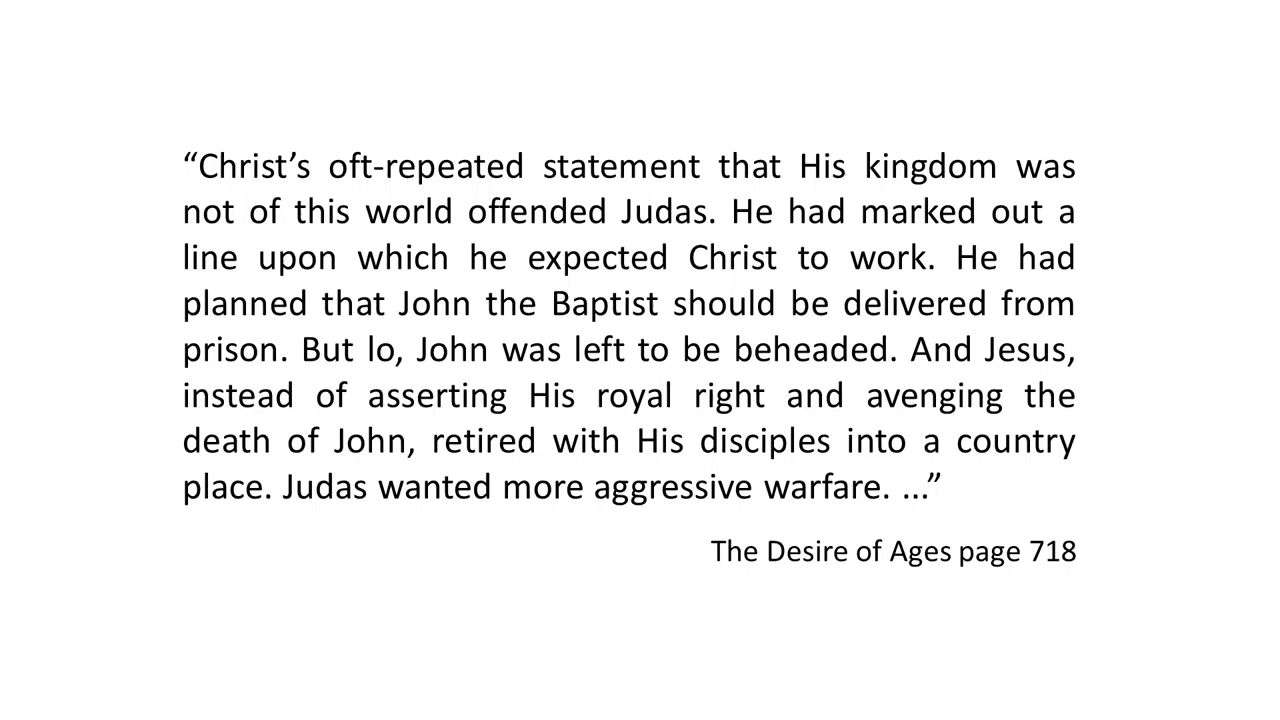 “Christ’s oft-repeated statement that His kingdom was
not of this world offended Judas. He had marked out a
line upon which he expected Christ to work. He had
planned that John the Baptist should be delivered from
prison. But lo, John was left to be beheaded. And Jesus,
instead of asserting His royal right and avenging the
death of John, retired with His disciples into a country
place. Judas wanted more aggressive warfare. ...”
The Desire of Ages page 718